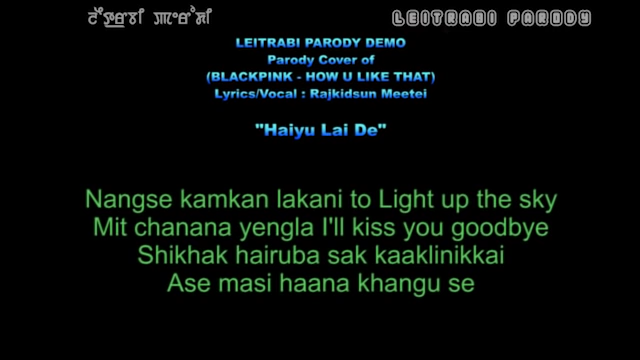 LEITRABI PARODY
LEITRABI PARODY DEMO
Parody Cover of
(BLACKPINK - HOW U LIKE THAT)
Lyrics/Vocal : Rajkidsun Meetei
"Haiyu Lai De"
Nangse kamkan lakani to Light up the sky
Mit chanana yengla I'll kiss you goodbye
Shikhak hairuba sak kaaklinikkai
Ase masi haana khangu se